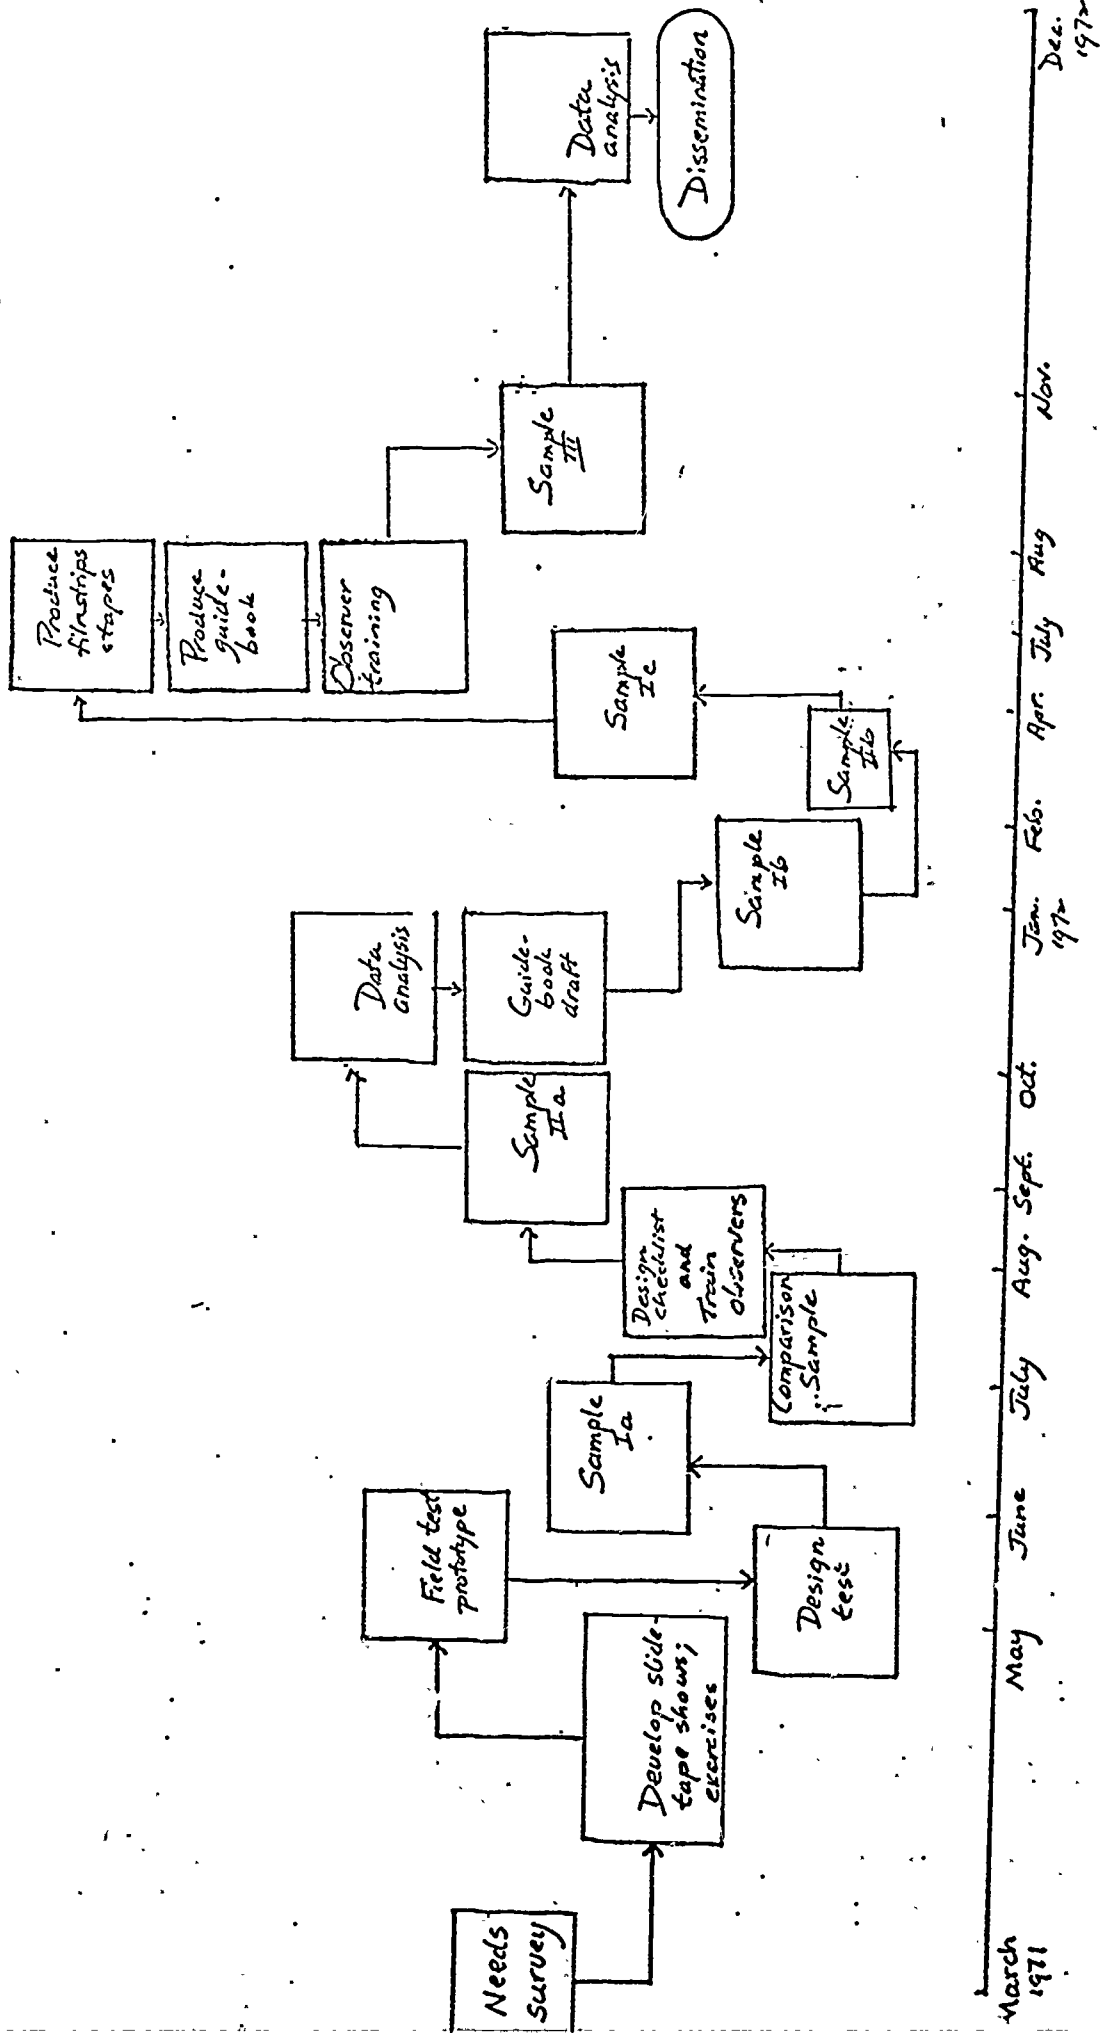 Needs
survey
Develop slide-
tape shows;
exercises
Field test
prototype
Design
test
Sample
Ia
Comparison
Sample
Design
checklist
and
Train
observers
Sample
IIa
Data
analysis
Guide-
book
draft
Sample
Ib
Sample
IIb
Sample
Ic
Produce
filmstrips
&tapes
Produce
guide-
book
Observer
training
Sample
III
Data
analysis
Dissemination
March
1971
May
June
July
Aug.
Sept.
Oct.
Jan.
1972
Feb.
Apr.
July
Aug
Nov.
Dec.
1972